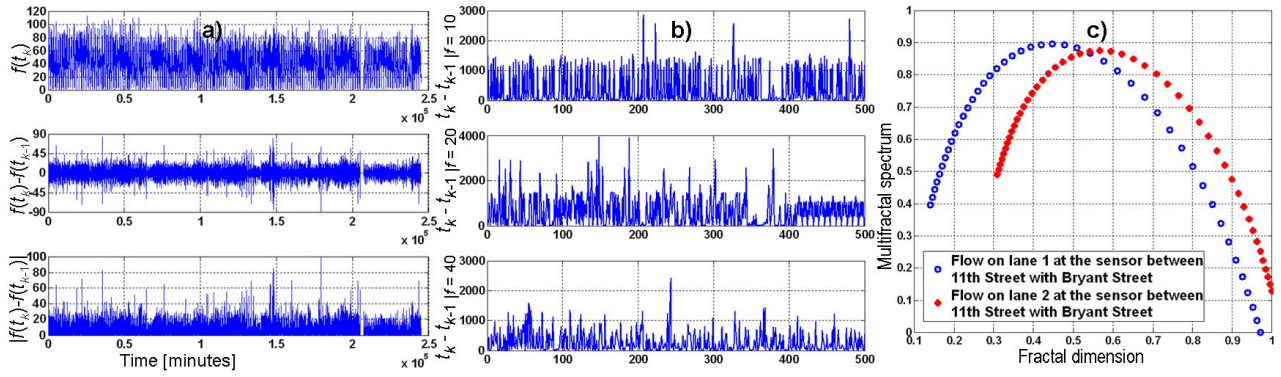 a)
f(t_k)
120
100
80
60
40
20
0
0 0.5 1 1.5 2 2.5
x 10^5
f(t_k)-f(t_{k-1})
90
45
0
-45
-90
0 0.5 1 1.5 2 2.5
x 10^5
|f(t_k)-f(t_{k-1})|
100
80
60
40
20
0
0 0.5 1 1.5 2 2.5
x 10^5
Time [minutes]
b)
t_k - t_{k-1} |f = 10
3000
2000
1000
0
0 100 200 300 400 500
t_k - t_{k-1} |f = 20
4000
2000
0
0 100 200 300 400 500
t_k - t_{k-1} |f = 40
4000
3000
2000
1000
0
0 100 200 300 400 500
c)
Multifractal spectrum
1
0.9
0.8
0.7
0.6
0.5
0.4
0.3
0.2
0.1
0
Flow on lane 1 at the sensor between
11th Street with Bryant Street
Flow on lane 2 at the sensor between
11th Street with Bryant Street
0.1 0.2 0.3 0.4 0.5 0.6 0.7 0.8 0.9 1
Fractal dimension